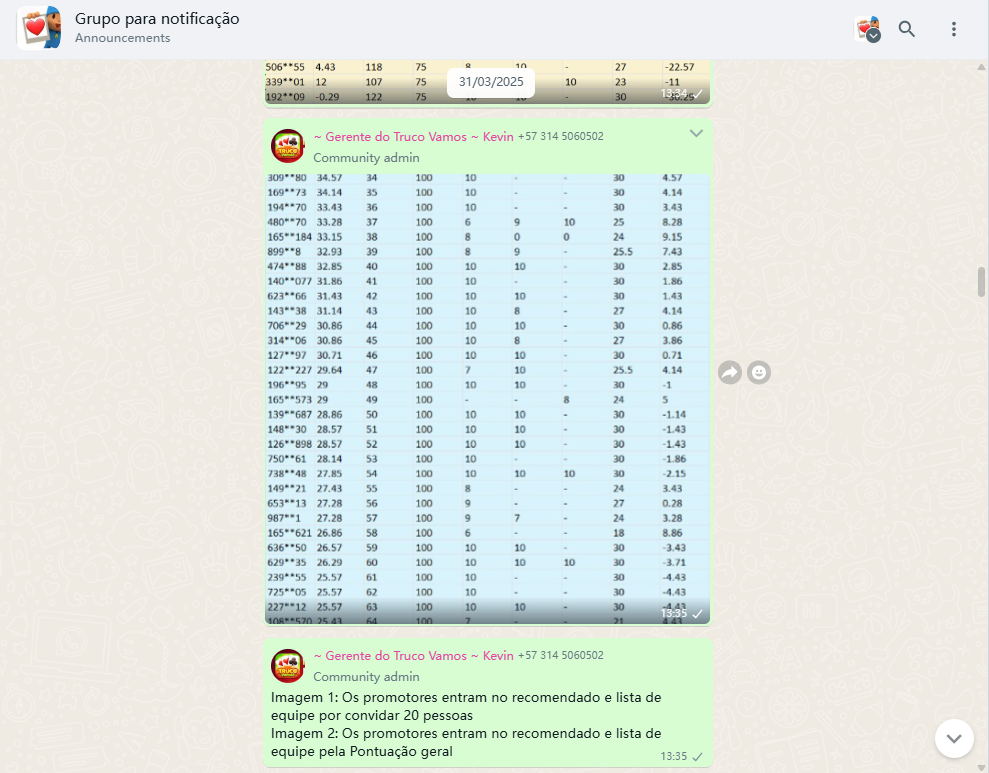 Grupo para notificação
Announcements
506**55 4.43 118 75 8 10 - 27 -22.57
31/03/2025
339**01 12 107 75 10 23 -11
192**09 -0.29 122 75 10 10 - 30 -30.29
13:34
~ Gerente do Truco Vamos ~ Kevin +57 314 5060502
Community admin
309**80 34.57 34 100 10 - - 30 4.57
169**73 34.14 35 100 10 - - 30 4.14
194**70 33.43 36 100 10 - - 30 3.43
480**70 33.28 37 100 6 9 10 25 8.28
165**184 33.15 38 100 8 0 0 24 9.15
899**8 32.93 39 100 8 9 - 25.5 7.43
474**88 32.85 40 100 10 10 - 30 2.85
140**077 31.86 41 100 10 - - 30 1.86
623**66 31.43 42 100 10 10 - 30 1.43
143**38 31.14 43 100 10 8 - 27 4.14
706**29 30.86 44 100 10 10 - 30 0.86
314**06 30.86 45 100 10 8 - 27 3.86
127**97 30.71 46 100 10 10 - 30 0.71
122**227 29.64 47 100 7 10 - 25.5 4.14
196**95 29 48 100 10 10 - 30 -1
165**573 29 49 100 - - 8 24 5
139**687 28.86 50 100 10 10 - 30 -1.14
148**30 28.57 51 100 10 10 - 30 -1.43
126**898 28.57 52 100 10 10 - 30 -1.43
750**61 28.14 53 100 10 - - 30 -1.86
738**48 27.85 54 100 10 10 10 30 -2.15
149**21 27.43 55 100 8 - - 24 3.43
653**13 27.28 56 100 9 - - 27 0.28
987**1 27.28 57 100 9 7 - 24 3.28
165**621 26.86 58 100 6 - - 18 8.86
636**50 26.57 59 100 10 10 - 30 -3.43
629**35 26.29 60 100 10 10 10 30 -3.71
239**55 25.57 61 100 10 - - 30 -4.43
725**05 25.57 62 100 10 - - 30 -4.43
227**12 25.57 63 100 10 10 - 30 -4.43
108**570 25.43 64 100 7 - - 21 4.43
13:35
~ Gerente do Truco Vamos ~ Kevin +57 314 5060502
Community admin
Imagem 1: Os promotores entram no recomendado e lista de
equipe por convidar 20 pessoas
Imagem 2: Os promotores entram no recomendado e lista de
equipe pela Pontuação geral
13:35